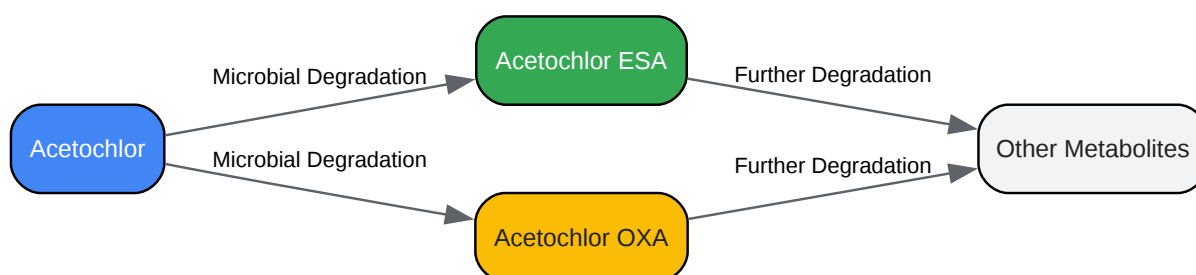 Acetochlor ESA
Microbial Degradation
Further Degradation
Acetochlor
Other Metabolites
Microbial Degradation
Further Degradation
Acetochlor OXA